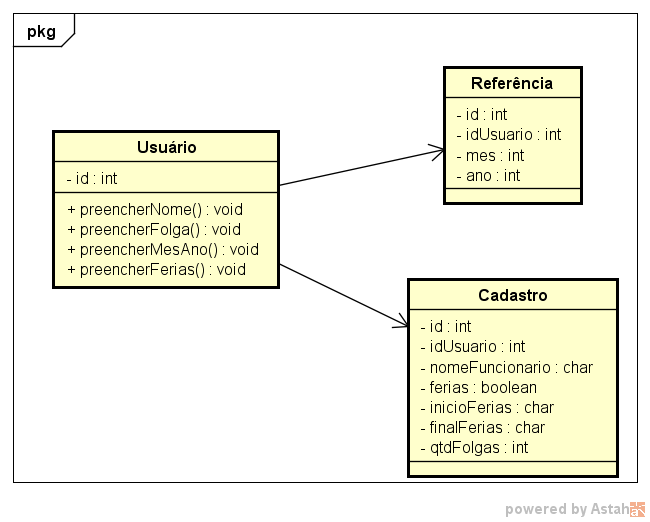 pkg
Usuário
- id : int
+ preencherNome() : void
+ preencherFolga() : void
+ preencherMesAno() : void
+ preencherFerias() : void
Referência
- id : int
- idUsuario : int
- mes : int
- ano : int
Cadastro
- id : int
- idUsuario : int
- nomeFuncionario : char
- ferias : boolean
- inicioFerias : char
- finalFerias : char
- qtdFolgas : int
powered by Astah